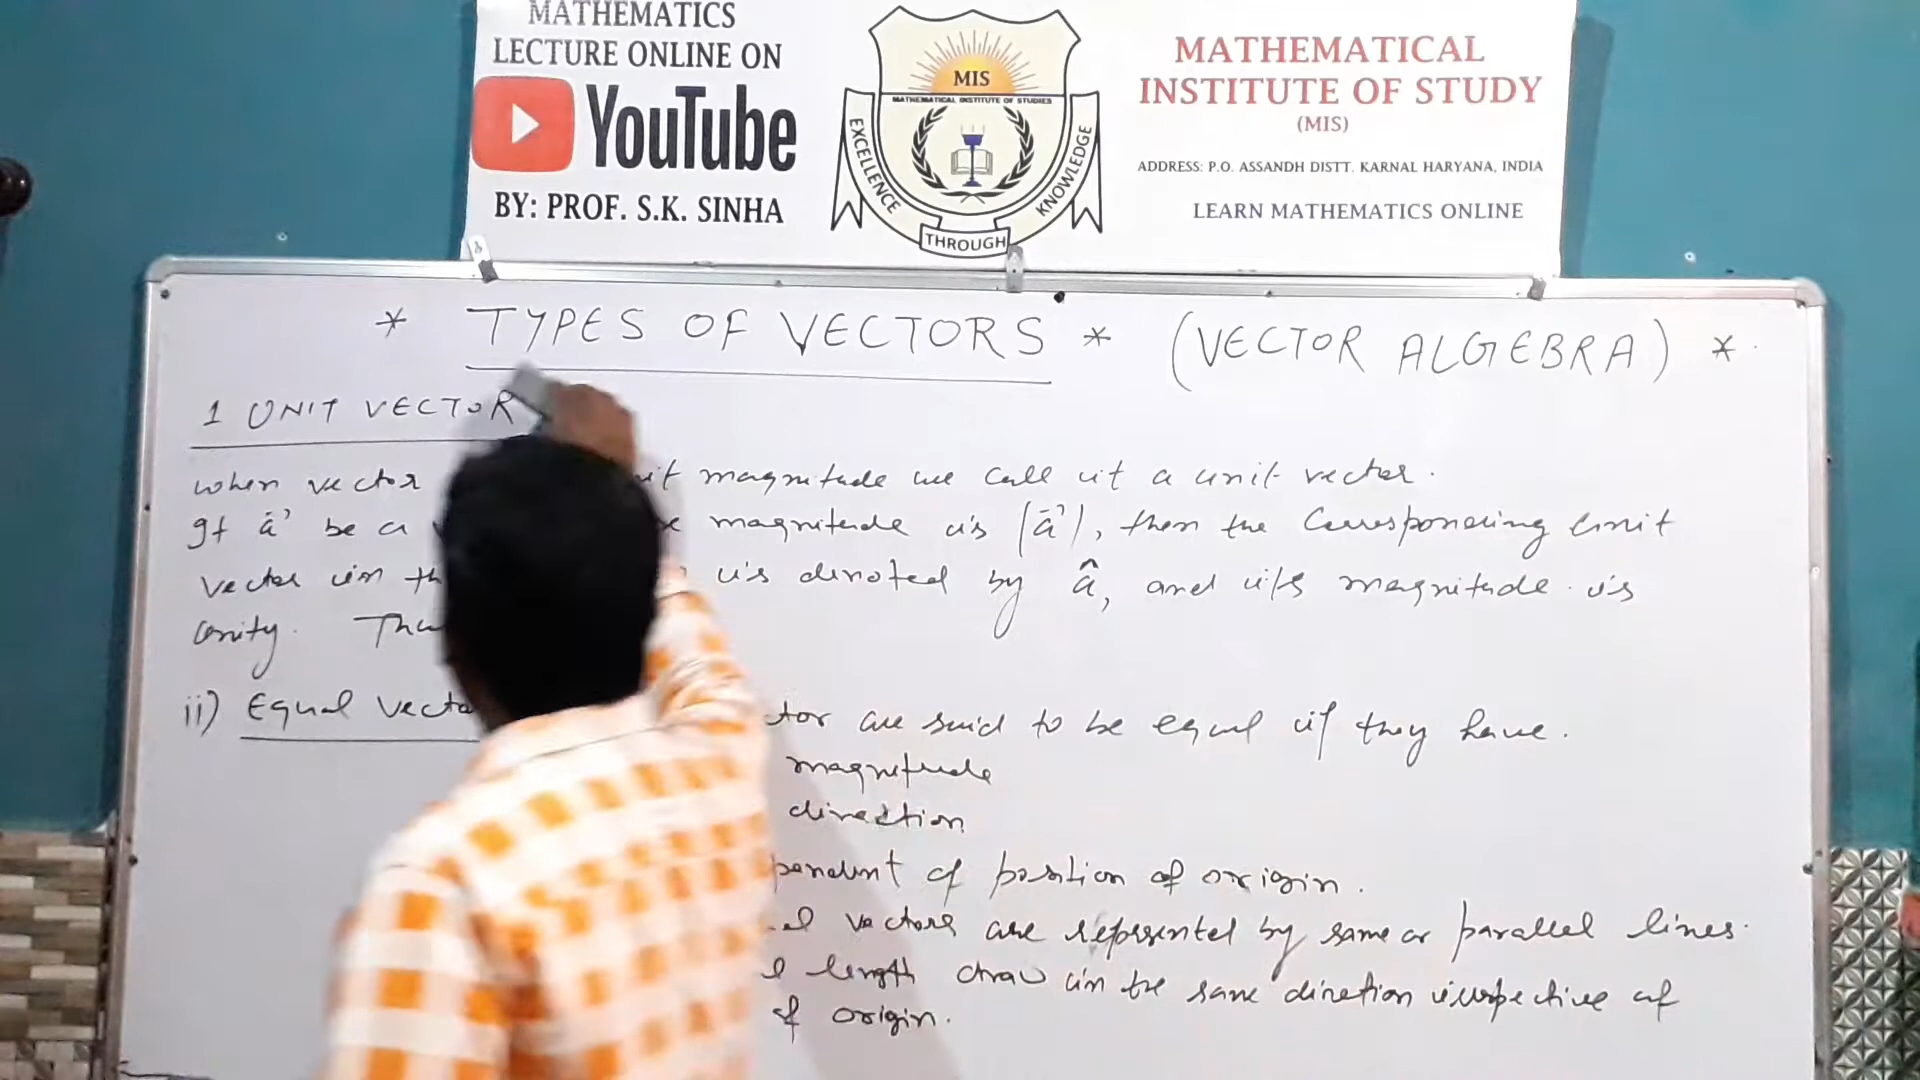 MATHEMATICS
LECTURE ONLINE ON
YouTube
BY: PROF. S.K. SINHA
MIS
MATHEMATICAL INSTITUTE OF STUDIES
EXCELLENCE
THROUGH
KNOWLEDGE
MATHEMATICAL
INSTITUTE OF STUDY
(MIS)
ADDRESS: P.O. ASSANDH DISTT. KARNAL HARYANA, INDIA
LEARN MATHEMATICS ONLINE
* TYPES OF VECTORS * (VECTOR ALGEBRA) *
1 UNIT VECTOR
when vector magnitude we call it a unit vector.
If a⃗ be a magnitude is |a⃗|, then the Corresponding unit
vector in is denoted by â, and its magnitude is
unity.
ii) Equal are said to be equal if they have.
magnitude
direction
of position of origin.
vectors are represented by same or parallel lines.
length draw in the same direction irrespective of
of origin.